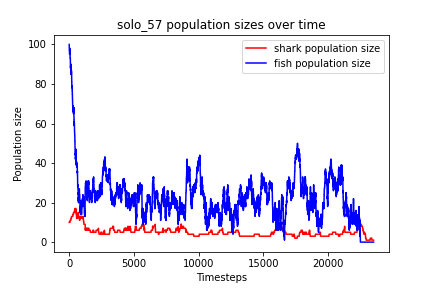 solo_57 population sizes over time
shark population size
fish population size
Population size
100
80
60
40
20
0
0 5000 10000 15000 20000
Timesteps